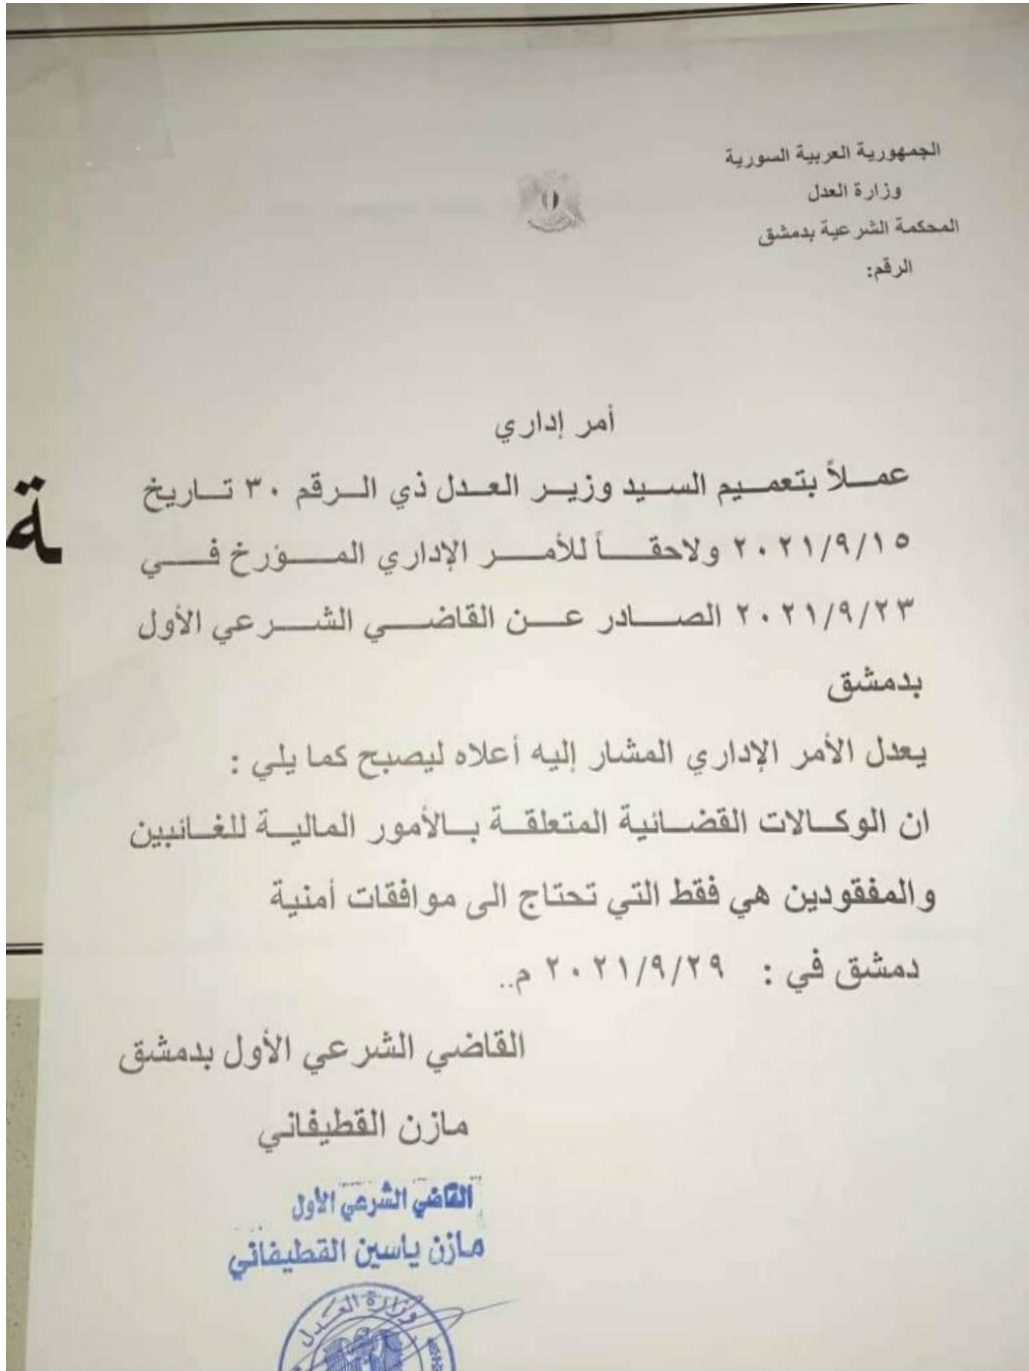 الجمهورية العربية السورية
وزارة العدل
المحكمة الشرعية بدمشق
الرقم:
أمر إداري
عملاً بتعميم السيد وزير العدل ذي الرقم ٣٠ تاريخ
٢٠٢١/٩/١٥ ولاحقاً للأمر الإداري المؤرخ في
٢٠٢١/٩/٢٣ الصادر عن القاضي الشرعي الأول
بدمشق
يعدل الأمر الإداري المشار إليه أعلاه ليصبح كما يلي :
ان الوكالات القضائية المتعلقة بالأمور المالية للغائبين
والمفقودين هي فقط التي تحتاج الى موافقات أمنية
دمشق في : ٢٠٢١/٩/٢٩ م..
القاضي الشرعي الأول بدمشق
مازن القطيفاني
القاضي الشرعي الأول
مازن ياسين القطيفاني
وزارة العدل
ة